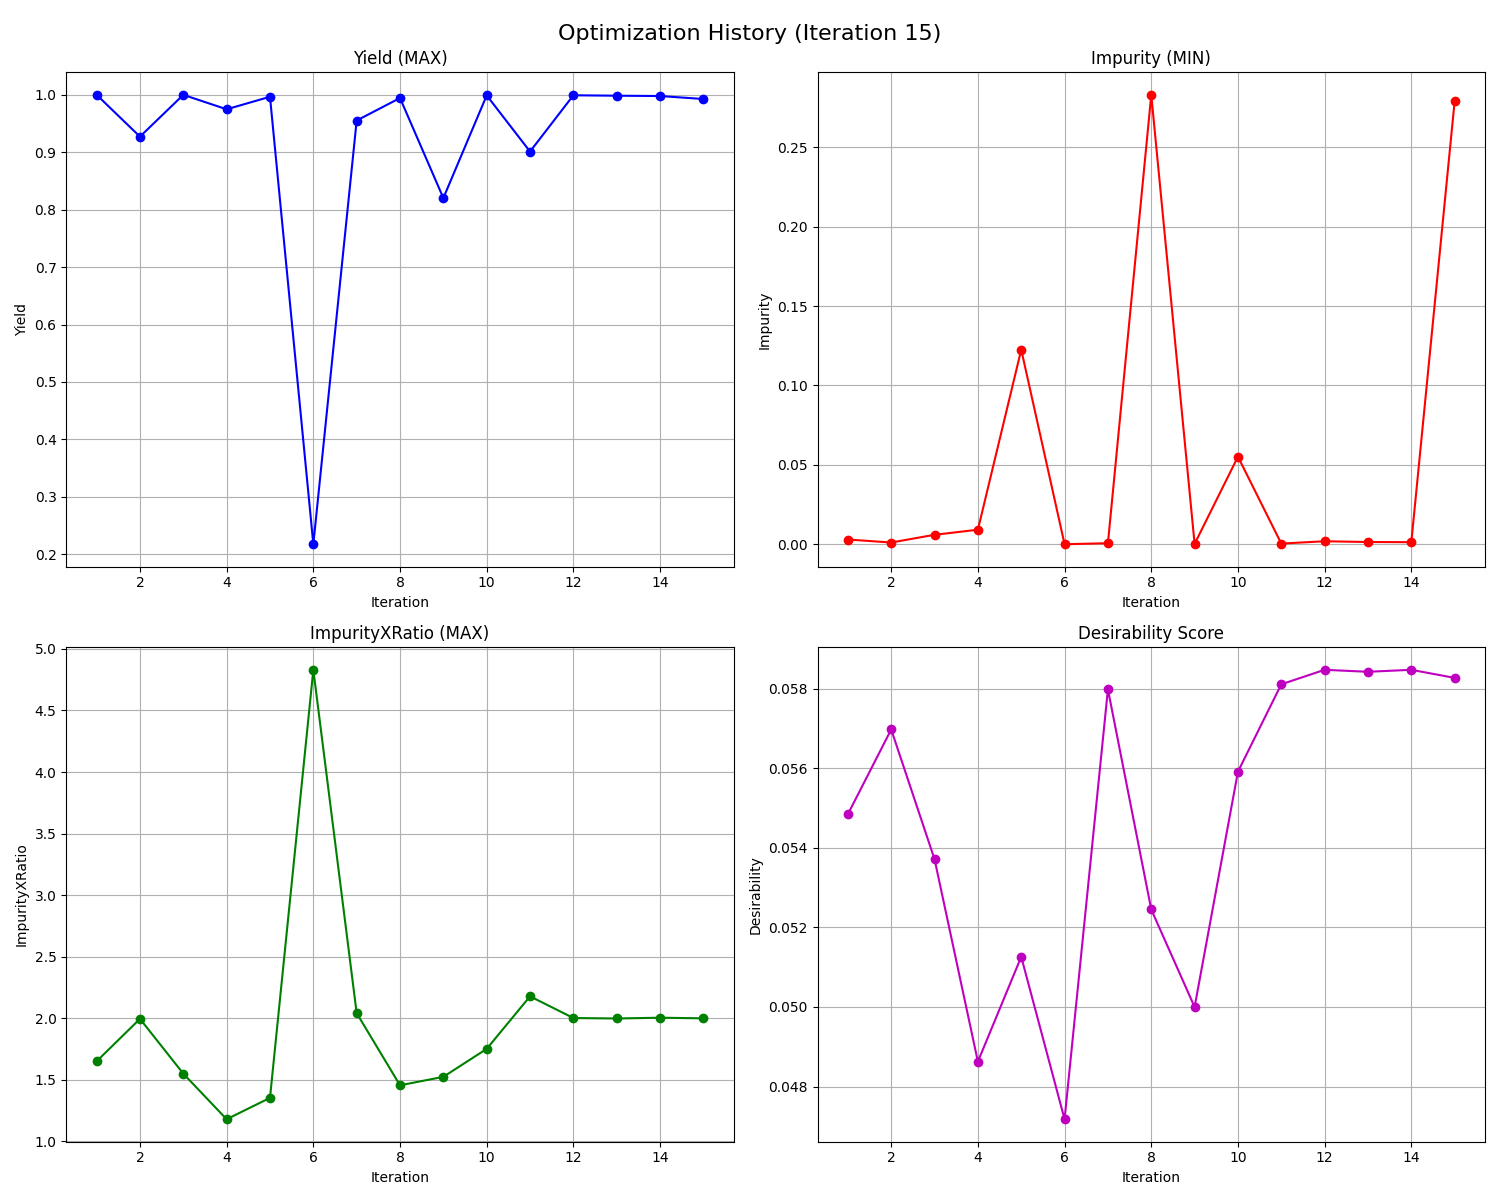 Optimization History (Iteration 15)
Yield (MAX)
1.0
0.9
0.8
0.7
0.6
0.5
0.4
0.3
0.2
Yield
2 4 6 8 10 12 14
Iteration
Impurity (MIN)
0.25
0.20
0.15
0.10
0.05
0.00
Impurity
2 4 6 8 10 12 14
Iteration
ImpurityXRatio (MAX)
5.0
4.5
4.0
3.5
3.0
2.5
2.0
1.5
1.0
ImpurityXRatio
2 4 6 8 10 12 14
Iteration
Desirability Score
0.058
0.056
0.054
0.052
0.050
0.048
Desirability
2 4 6 8 10 12 14
Iteration